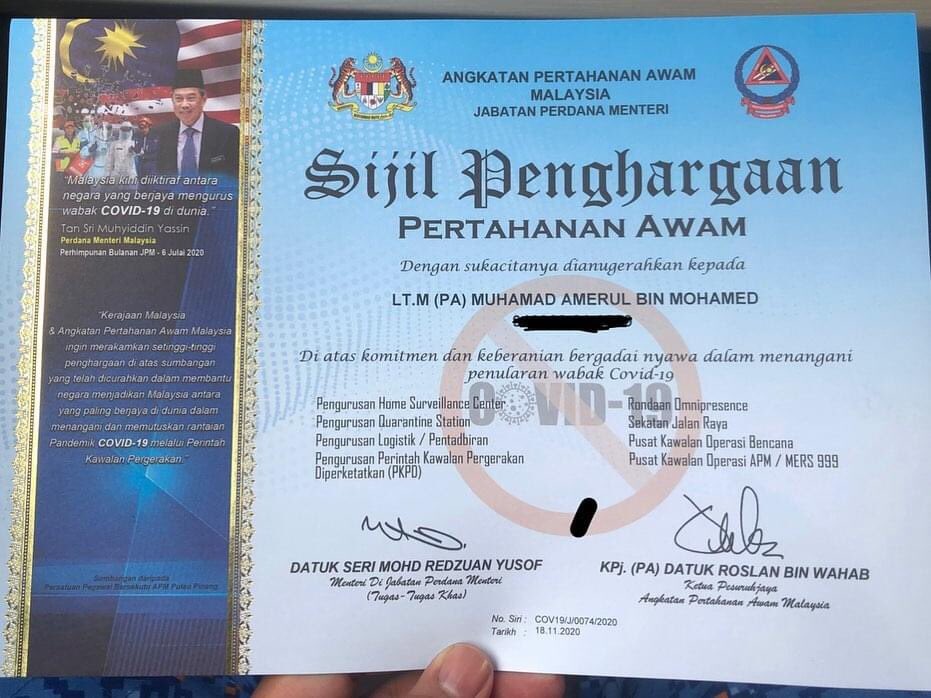 "Malaysia kini diiktiraf antara
negara yang berjaya mengurus
wabak COVID-19 di dunia."
Tan Sri Muhyiddin Yassin
Perdana Menteri Malaysia
Perhimpunan Bulanan JPM - 6 Julai 2020
"Kerajaan Malaysia
& Angkatan Pertahanan Awam Malaysia
ingin merakamkan setinggi-tinggi
penghargaan di atas sumbangan
yang telah dicurahkan dalam membantu
negara menjadikan Malaysia antara
yang paling berjaya di dunia dalam
menangani dan memutuskan rantaian
Pandemik COVID-19 melalui Perintah
Kawalan Pergerakan."
Sumbangan daripada
Persatuan Pegawai Bersekutu APM Pulau Pinang
ANGKATAN PERTAHANAN AWAM
MALAYSIA
JABATAN PERDANA MENTERI
Sijil Penghargaan
PERTAHANAN AWAM
Dengan sukacitanya dianugerahkan kepada
LT.M (PA) MUHAMAD AMERUL BIN MOHAMED
Di atas komitmen dan keberanian bergadai nyawa dalam menangani
penularan wabak Covid-19
COVID-19
Pengurusan Home Surveillance Center
Pengurusan Quarantine Station
Pengurusan Logistik / Pentadbiran
Pengurusan Perintah Kawalan Pergerakan
Diperketatkan (PKPD)
Rondaan Omnipresence
Sekatan Jalan Raya
Pusat Kawalan Operasi Bencana
Pusat Kawalan Operasi APM / MERS 999
DATUK SERI MOHD REDZUAN YUSOF
Menteri Di Jabatan Perdana Menteri
(Tugas-Tugas Khas)
KPj. (PA) DATUK ROSLAN BIN WAHAB
Ketua Pesuruhjaya
Angkatan Pertahanan Awam Malaysia
No. Siri : COV19/J/0074/2020
Tarikh : 18.11.2020